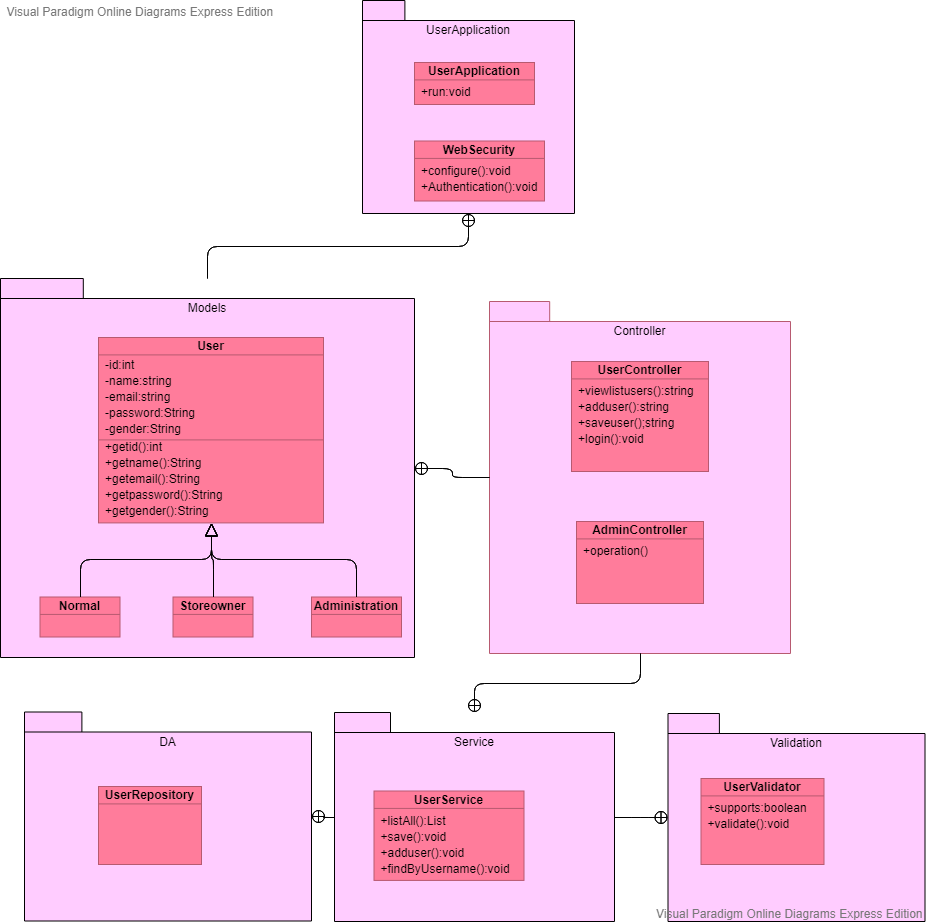 Visual Paradigm Online Diagrams Express Edition
UserApplication
UserApplication
+run:void
WebSecurity
+configure():void
+Authentication():void
Models
User
-id:int
-name:string
-email:string
-password:String
-gender:String
+getid():int
+getname():String
+getemail():String
+getpassword():String
+getgender():String
Normal
Storeowner
Administration
Controller
UserController
+viewlistusers():string
+adduser():string
+saveuser();string
+login():void
AdminController
+operation()
DA
UserRepository
Service
UserService
+listAll():List
+save():void
+adduser():void
+findByUsername():void
Validation
UserValidator
+supports:boolean
+validate():void
Visual Paradigm Online Diagrams Express Edition